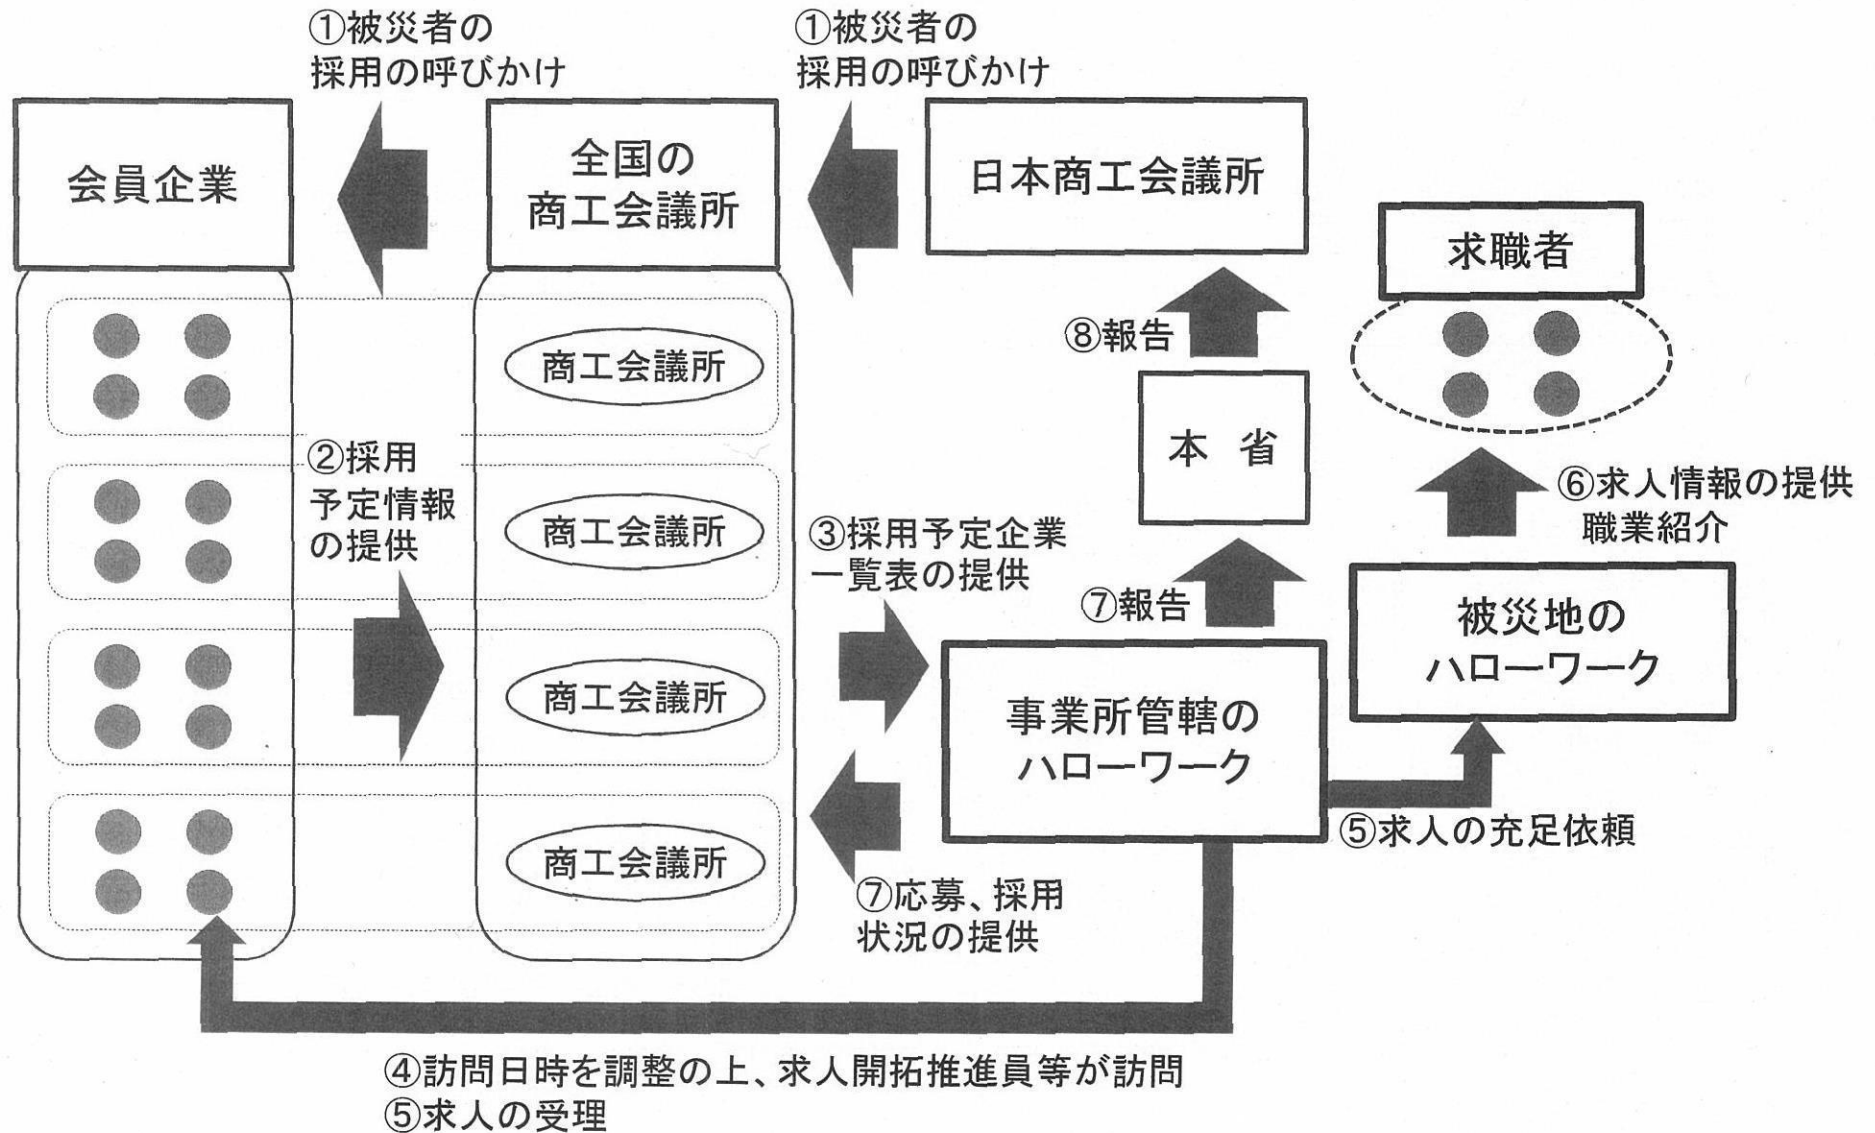 ①被災者の
採用の呼びかけ
①被災者の
採用の呼びかけ
会員企業
全国の
商工会議所
日本商工会議所
求職者
商工会議所
⑧報告
本 省
②採用
予定情報
の提供
商工会議所
③採用予定企業
一覧表の提供
⑥求人情報の提供
職業紹介
⑦報告
被災地の
ハローワーク
商工会議所
事業所管轄の
ハローワーク
⑤求人の充足依頼
商工会議所
⑦応募、採用
状況の提供
④訪問日時を調整の上、求人開拓推進員等が訪問
⑤求人の受理